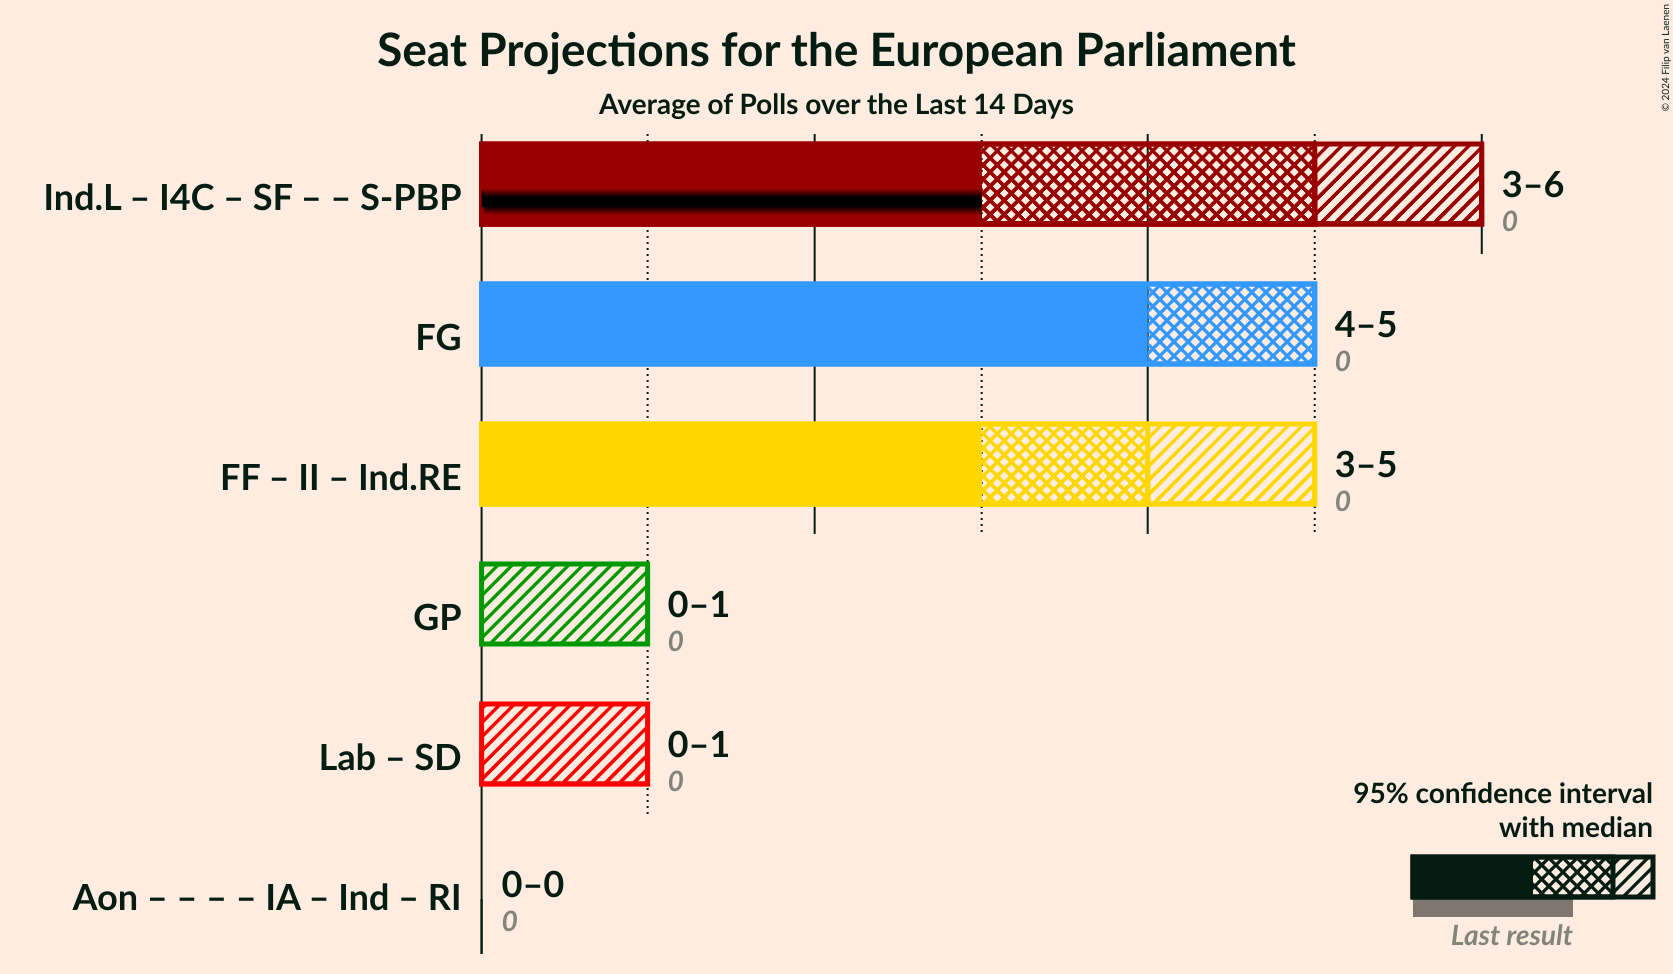 Seat Projections for the European Parliament
Average of Polls over the Last 14 Days
© 2024 Filip van Laenen
Ind.L – I4C – SF – – S-PBP
3–6
0
FG
4–5
0
FF – II – Ind.RE
3–5
0
GP
0–1
0
Lab – SD
0–1
0
Aon – – – – IA – Ind – RI
0–0
0
95% confidence interval
with median
Last result